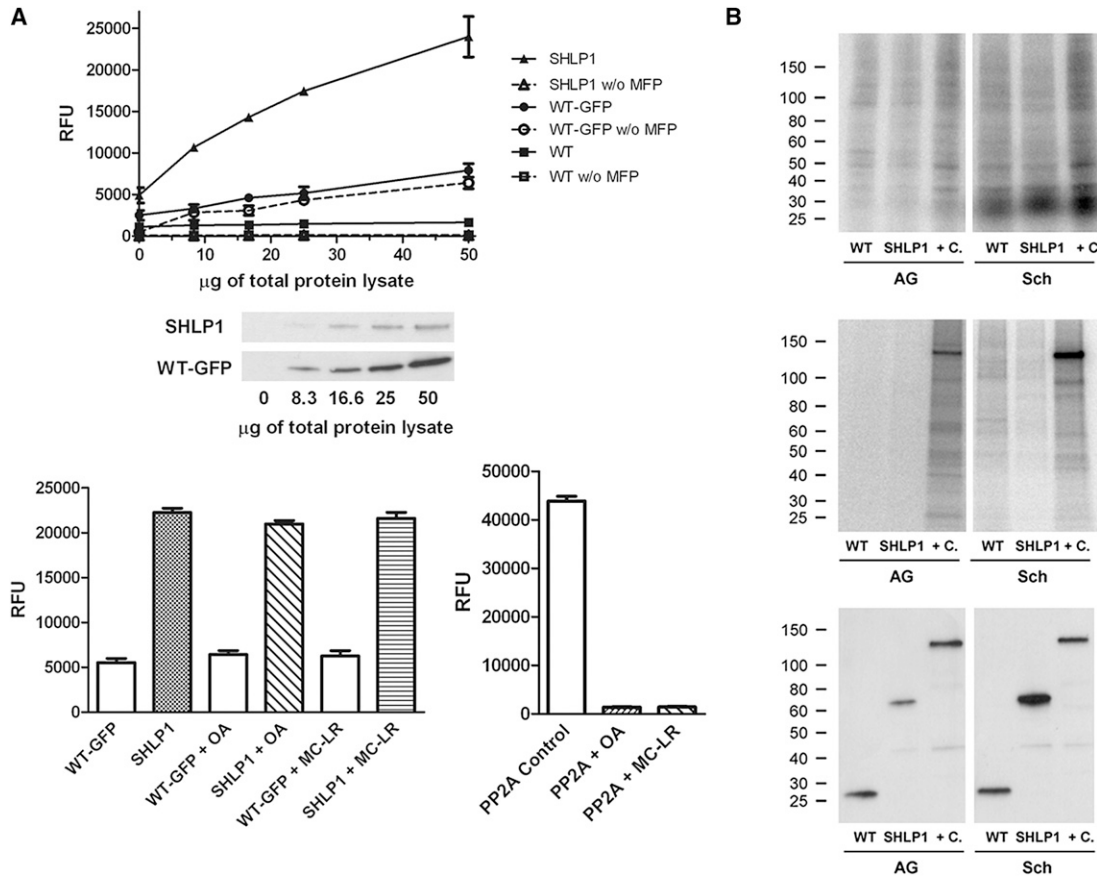 A
RFU
25000
20000
15000
10000
5000
0
0 10 20 30 40 50
μg of total protein lysate
SHLP1
SHLP1 w/o MFP
WT-GFP
WT-GFP w/o MFP
WT
WT w/o MFP
SHLP1
WT-GFP
0 8.3 16.6 25 50
μg of total protein lysate
RFU
25000
20000
15000
10000
5000
0
WT-GFP
SHLP1
WT-GFP + OA
SHLP1 + OA
WT-GFP + MC-LR
SHLP1 + MC-LR
RFU
50000
40000
30000
20000
10000
0
PP2A Control
PP2A + OA
PP2A + MC-LR
B
150
100
80
60
50
40
30
25
WT SHLP1 + C. WT SHLP1 + C.
AG Sch
150
100
80
60
50
40
30
25
WT SHLP1 + C. WT SHLP1 + C.
AG Sch
150
100
80
60
50
40
30
25
WT SHLP1 + C. WT SHLP1 + C.
AG Sch